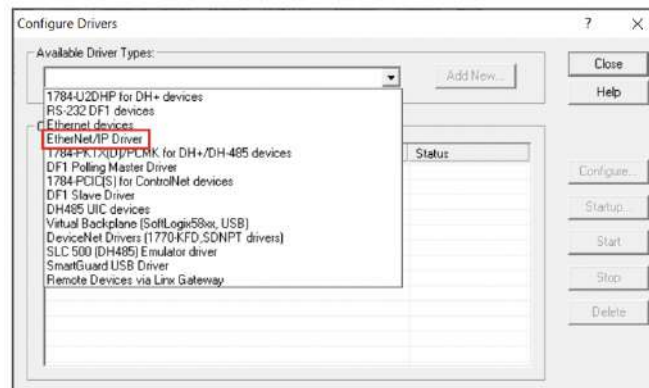 Configure Drivers ? X
Available Driver Types:
Add New...
Close
Help
1784-U2DHP for DH+ devices
RS-232 DF1 devices
Ethernet devices
EtherNet/IP Driver
1784-PKTX(D)/PCMK for DH+/DH-485 devices
DF1 Polling Master Driver
1784-PCIC(S) for ControlNet devices
DF1 Slave Driver
DH485 UIC devices
Virtual Backplane (SoftLogix58xx, USB)
DeviceNet Drivers (1770-KFD,SDNPT drivers)
SLC 500 (DH485) Emulator driver
SmartGuard USB Driver
Remote Devices via Linx Gateway
Status
Configure...
Startup...
Start
Stop
Delete